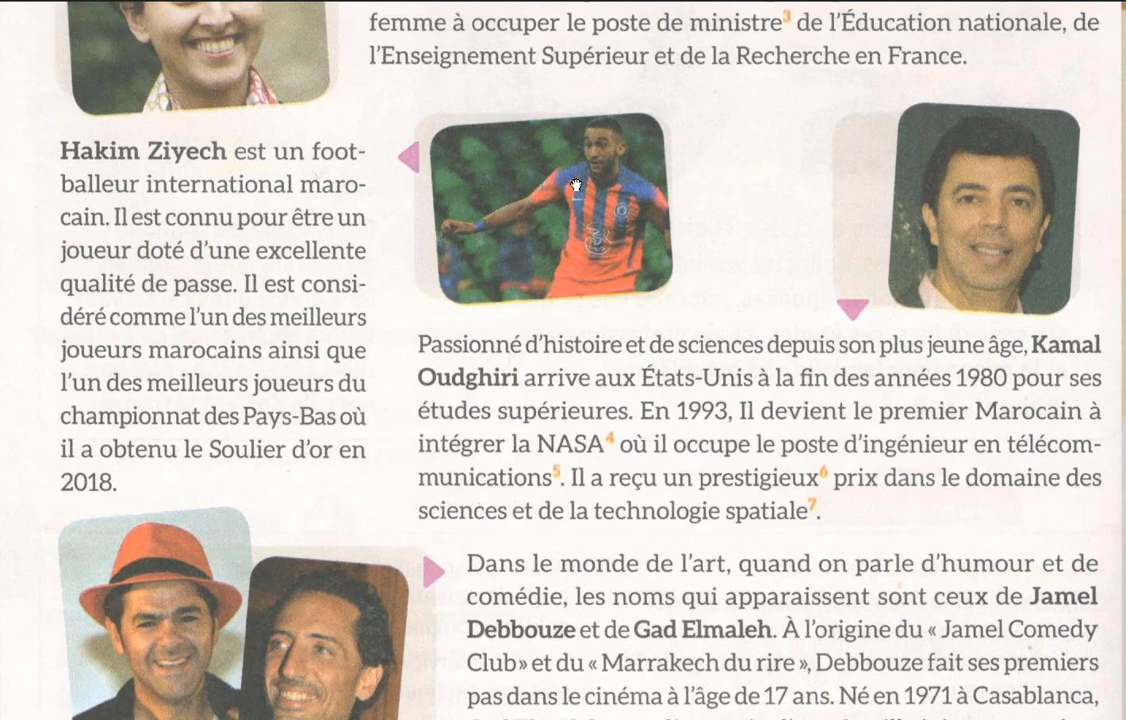 femme à occuper le poste de ministre³ de l'Éducation nationale, de
l'Enseignement Supérieur et de la Recherche en France.
Hakim Ziyech est un foot-
balleur international maro-
cain. Il est connu pour être un
joueur doté d'une excellente
qualité de passe. Il est consi-
déré comme l'un des meilleurs
joueurs marocains ainsi que
l'un des meilleurs joueurs du
championnat des Pays-Bas où
il a obtenu le Soulier d'or en
2018.
Passionné d'histoire et de sciences depuis son plus jeune âge, Kamal
Oudghiri arrive aux États-Unis à la fin des années 1980 pour ses
études supérieures. En 1993, Il devient le premier Marocain à
intégrer la NASA⁴ où il occupe le poste d'ingénieur en télécom-
munications⁵. Il a reçu un prestigieux⁶ prix dans le domaine des
sciences et de la technologie spatiale⁷.
Dans le monde de l'art, quand on parle d'humour et de
comédie, les noms qui apparaissent sont ceux de Jamel
Debbouze et de Gad Elmaleh. À l'origine du « Jamel Comedy
Club » et du « Marrakech du rire », Debbouze fait ses premiers
pas dans le cinéma à l'âge de 17 ans. Né en 1971 à Casablanca,